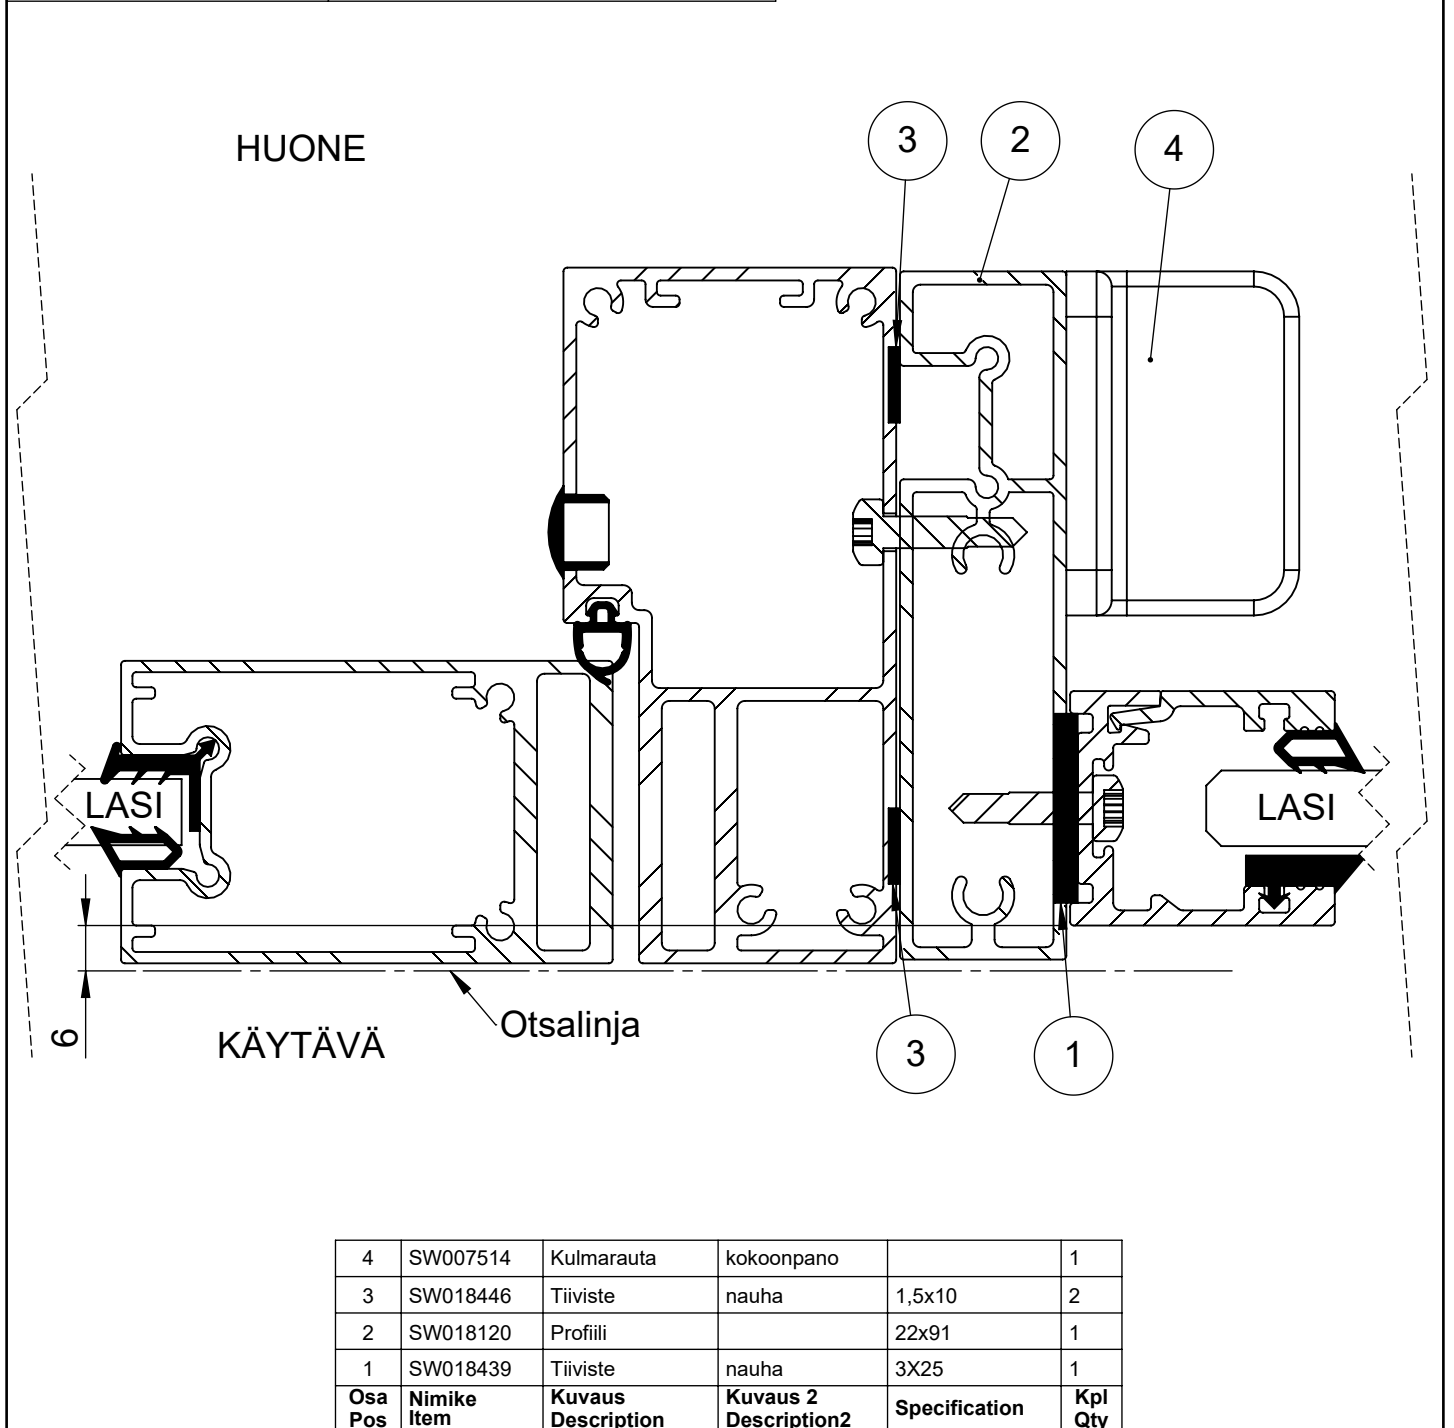 HUONE
3
2
4
LASI
LASI
6
Otsalinja
KÄYTÄVÄ
3
1
4 SW007514 Kulmarauta kokoonpano 1
3 SW018446 Tiiviste nauha 1,5x10 2
2 SW018120 Profiili 22x91 1
1 SW018439 Tiiviste nauha 3X25 1
Osa Nimike Kuvaus Kuvaus 2 Specification Kpl
Pos Item Description Description2 Qty